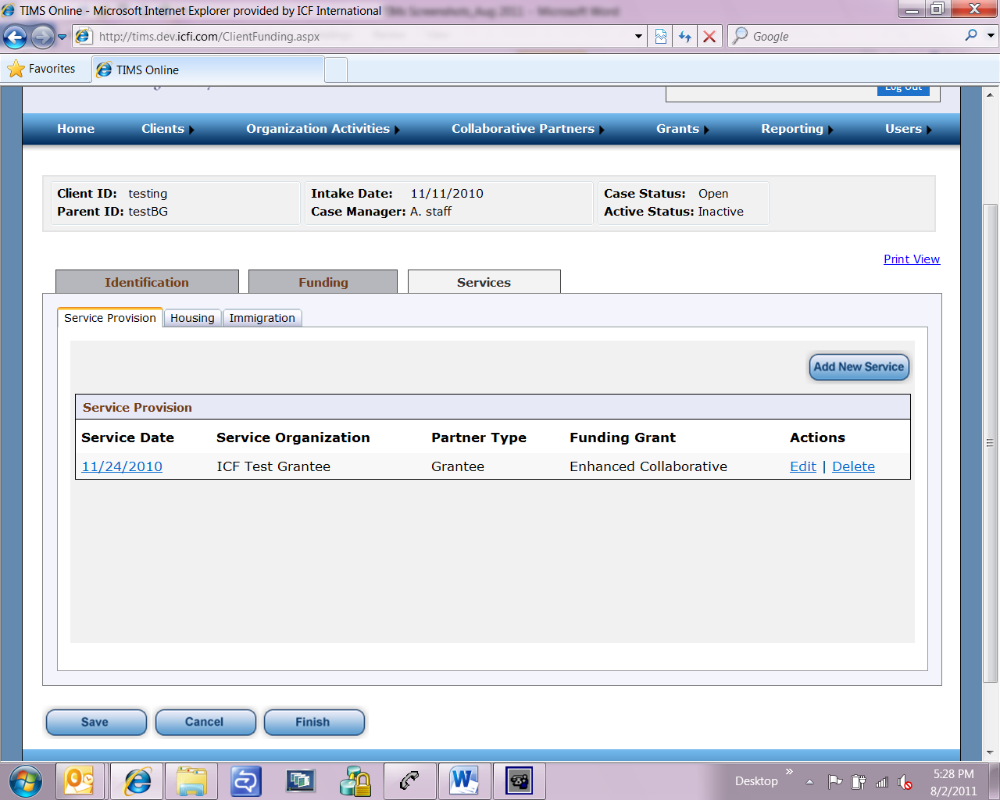 TIMS Online - Microsoft Internet Explorer provided by ICF International
TIMs Screenshots_Aug 2011 - Microsoft Word
http://tims.dev.icfi.com/ClientFunding.aspx
Google
Favorites
TIMS Online
Log Out
Home Clients Organization Activities Collaborative Partners Grants Reporting Users
Client ID: testing Intake Date: 11/11/2010 Case Status: Open
Parent ID: testBG Case Manager: A. staff Active Status: Inactive
Print View
Identification Funding Services
Service Provision Housing Immigration
Add New Service
Service Provision
Service Date Service Organization Partner Type Funding Grant Actions
11/24/2010 ICF Test Grantee Grantee Enhanced Collaborative Edit | Delete
Save Cancel Finish
Desktop »
5:28 PM
8/2/2011